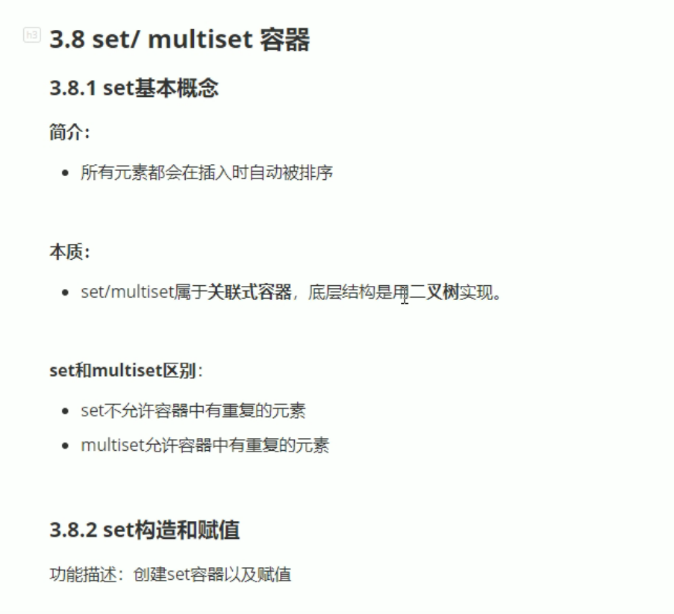 h3
3.8 set/ multiset 容器
3.8.1 set基本概念
简介：
所有元素都会在插入时自动被排序
本质：
set/multiset属于关联式容器，底层结构是用二叉树实现。
set和multiset区别：
set不允许容器中有重复的元素
multiset允许容器中有重复的元素
3.8.2 set构造和赋值
功能描述：创建set容器以及赋值